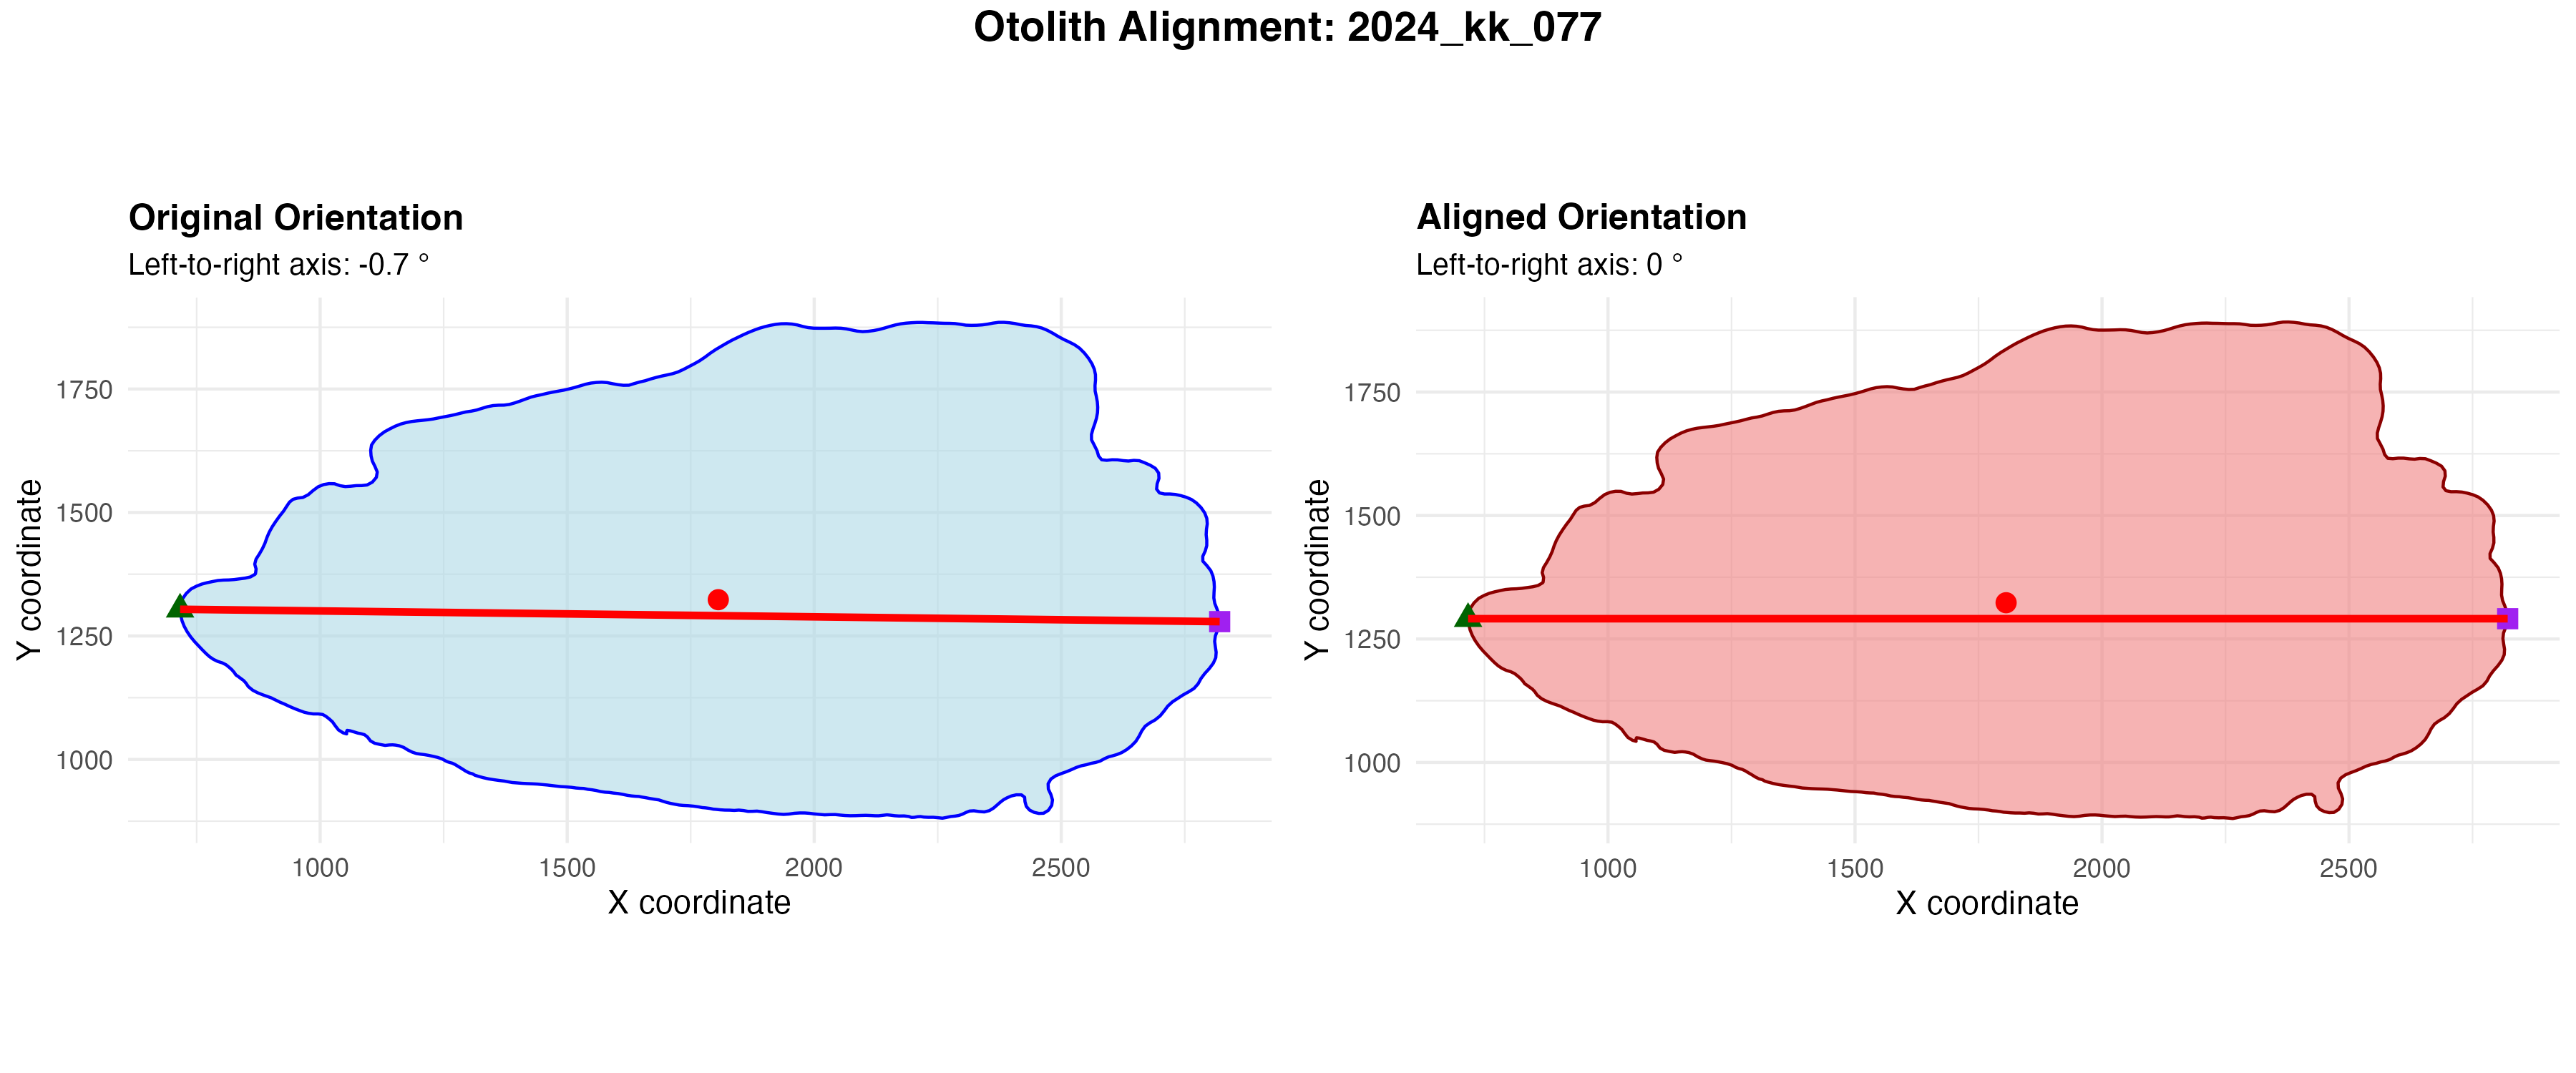 Otolith Alignment: 2024_kk_077
Original Orientation
Left-to-right axis: -0.7 °
Y coordinate
1750
1500
1250
1000
1000 1500 2000 2500
X coordinate
Aligned Orientation
Left-to-right axis: 0 °
Y coordinate
1750
1500
1250
1000
1000 1500 2000 2500
X coordinate